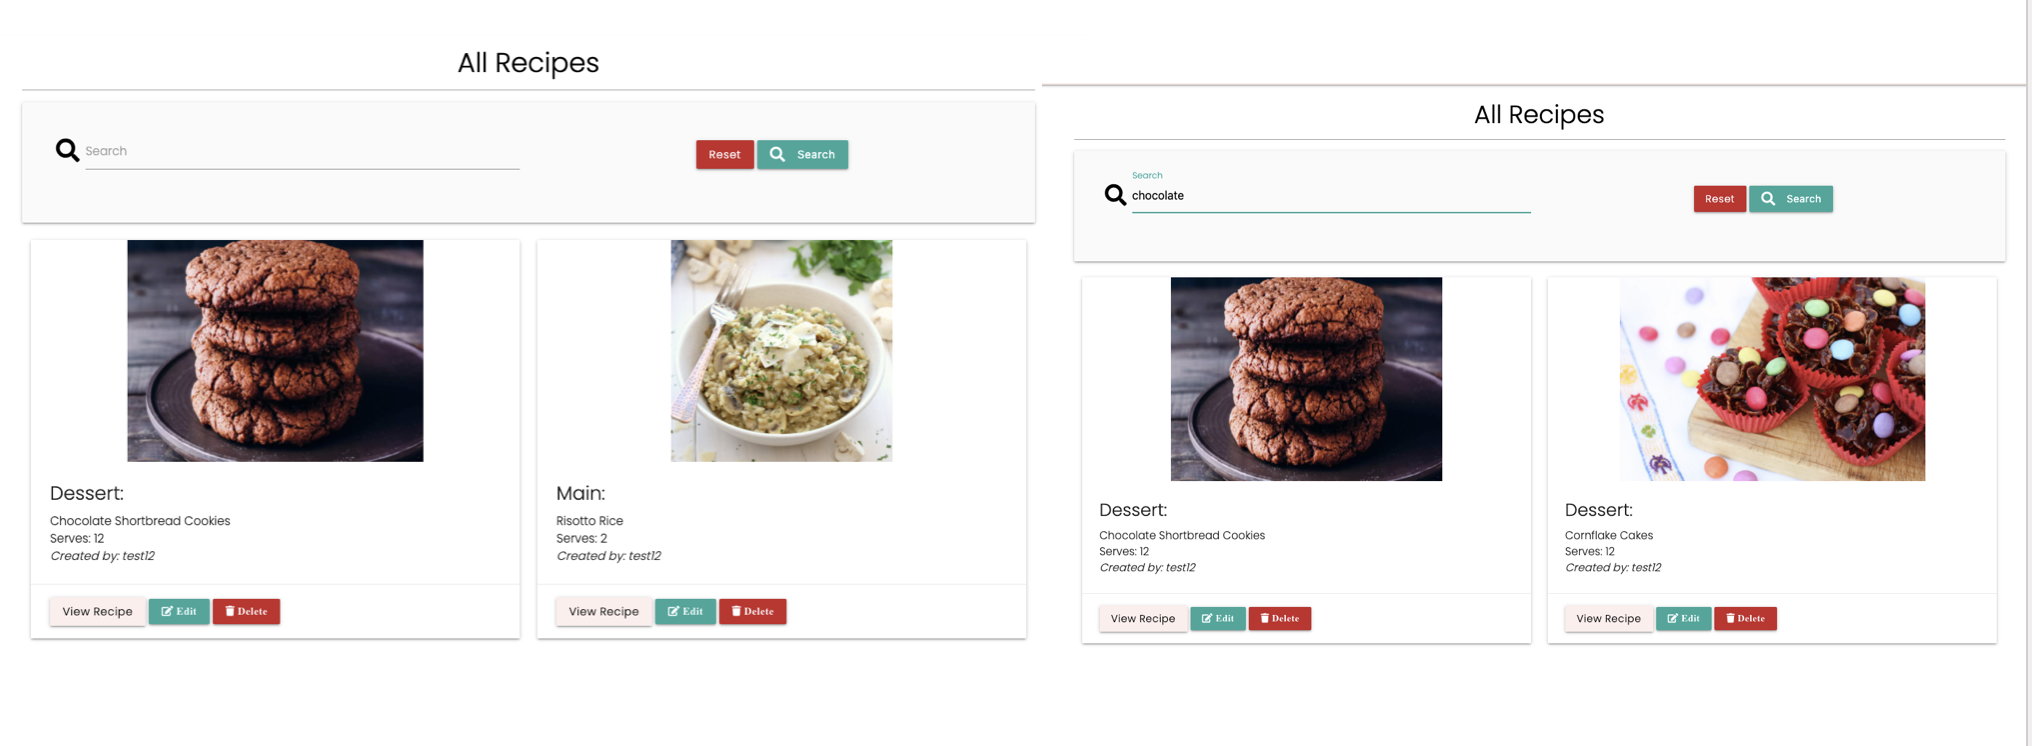 All Recipes
Search
Reset
Search
Dessert:
Chocolate Shortbread Cookies
Serves: 12
Created by: test12
View Recipe
Edit
Delete
Main:
Risotto Rice
Serves: 2
Created by: test12
View Recipe
Edit
Delete
All Recipes
Search
chocolate
Reset
Search
Dessert:
Chocolate Shortbread Cookies
Serves: 12
Created by: test12
View Recipe
Edit
Delete
Dessert:
Cornflake Cakes
Serves: 12
Created by: test12
View Recipe
Edit
Delete